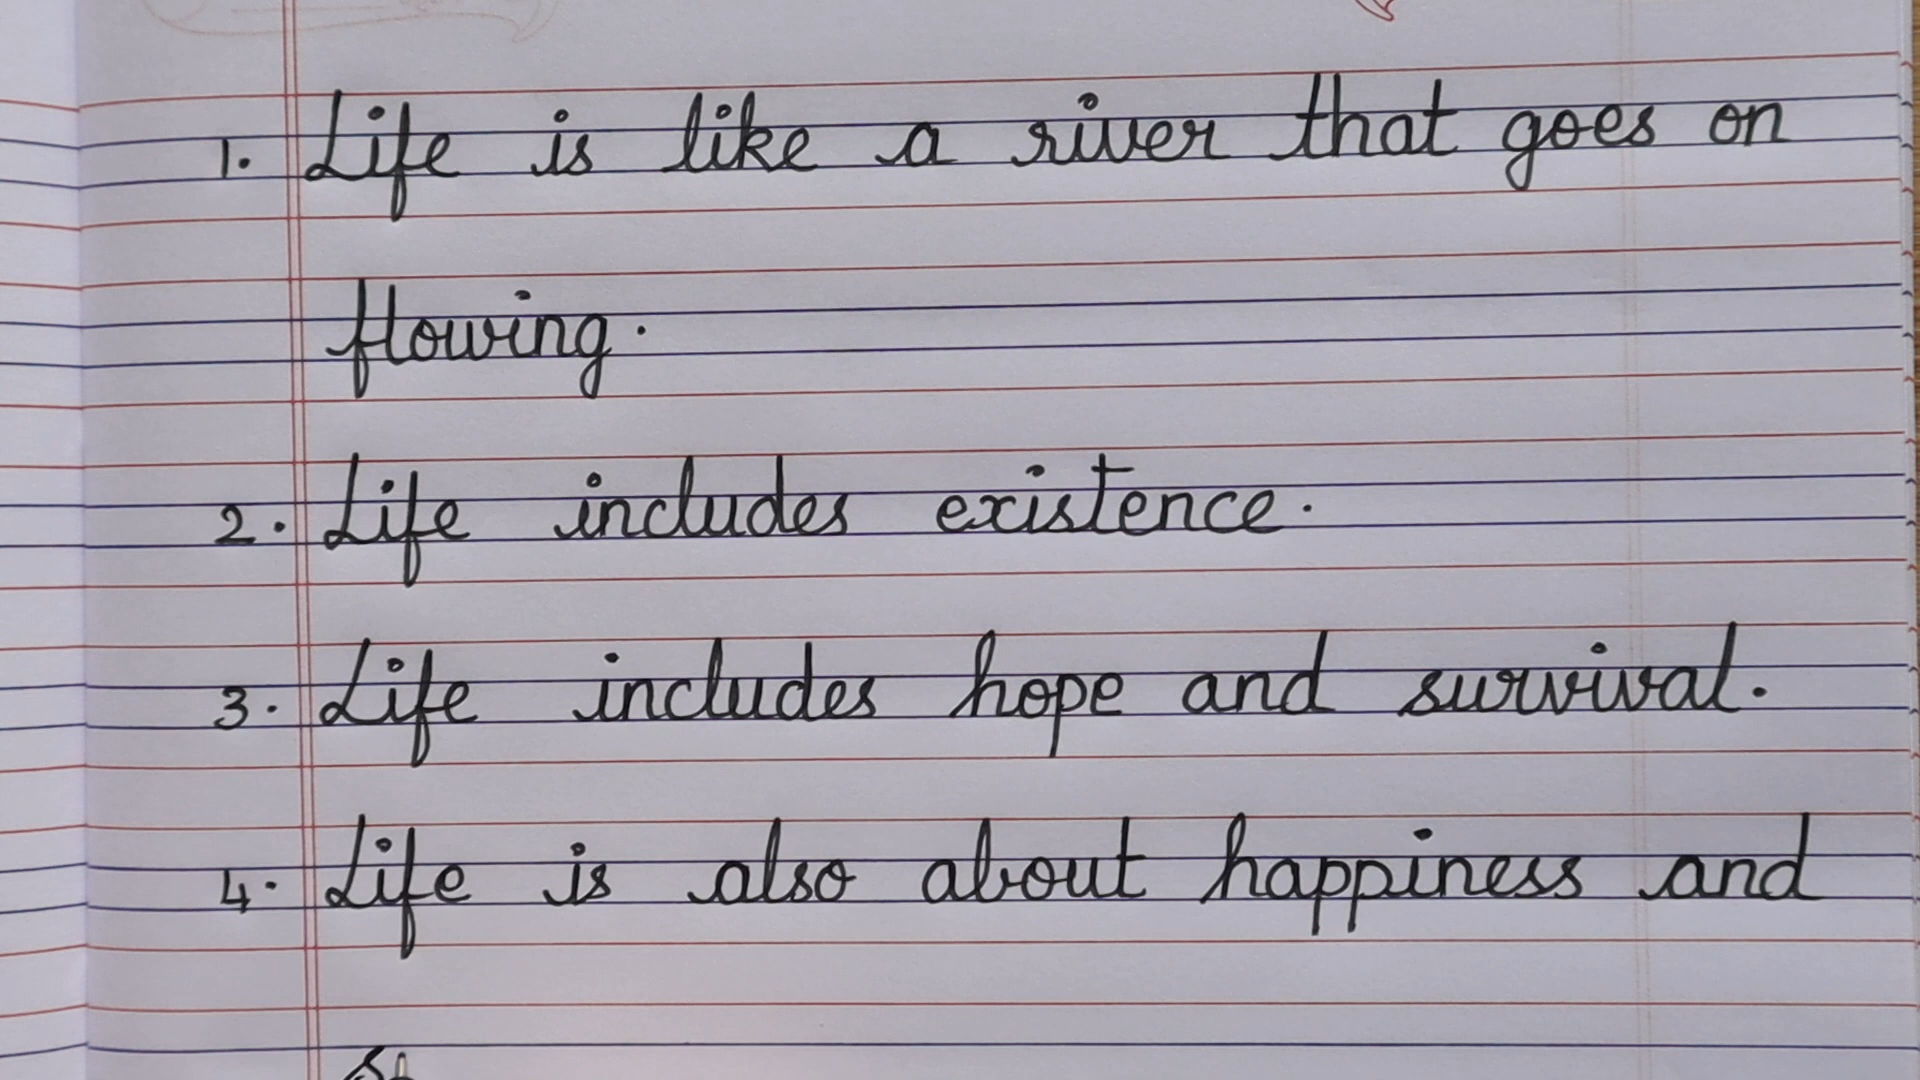 1. Life is like a river that goes on
flowing.
2. Life includes existence.
3. Life includes hope and survival.
4. Life is also about happiness and